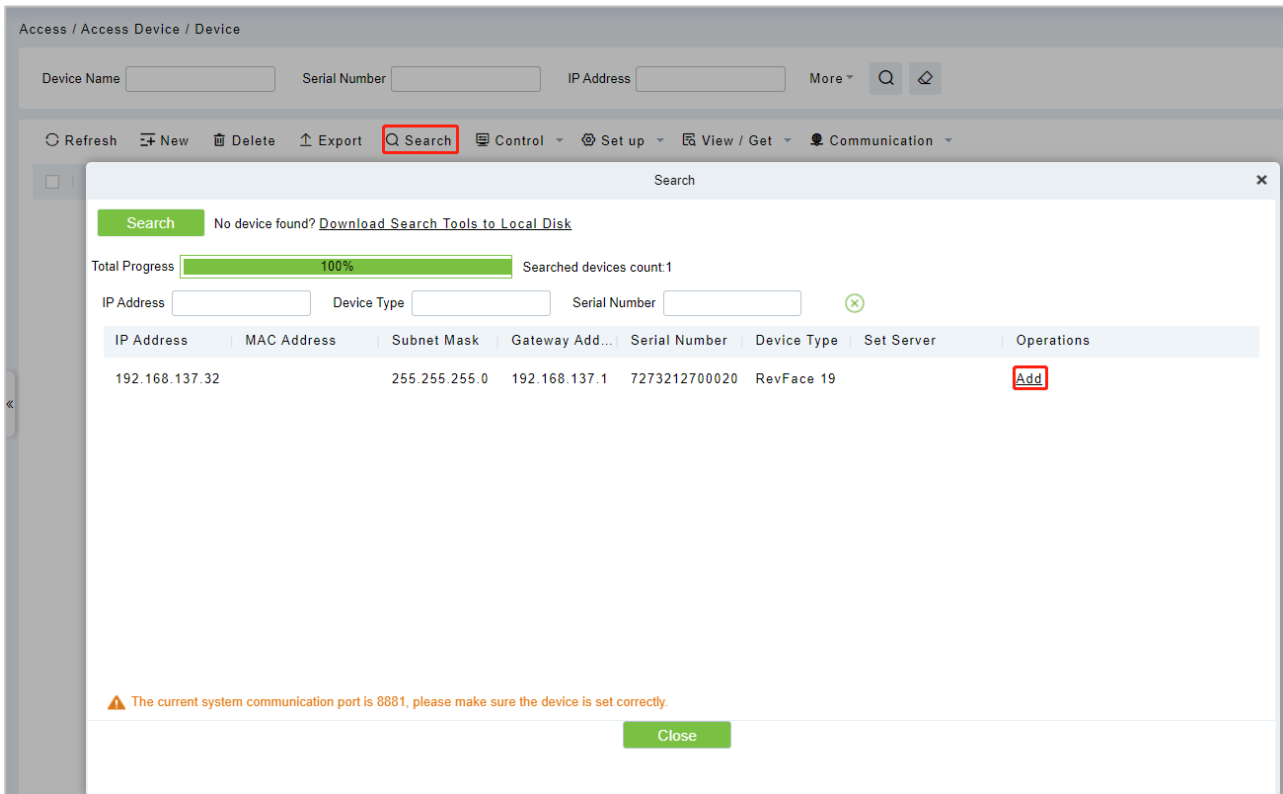 Access / Access Device / Device
Device Name Serial Number IP Address More
Refresh New Delete Export Search Control Set up View / Get Communication
Search
Search No device found? Download Search Tools to Local Disk
Total Progress 100% Searched devices count:1
IP Address Device Type Serial Number
IP Address MAC Address Subnet Mask Gateway Add... Serial Number Device Type Set Server Operations
192.168.137.32 255.255.255.0 192.168.137.1 7273212700020 RevFace 19 Add
The current system communication port is 8881, please make sure the device is set correctly.
Close